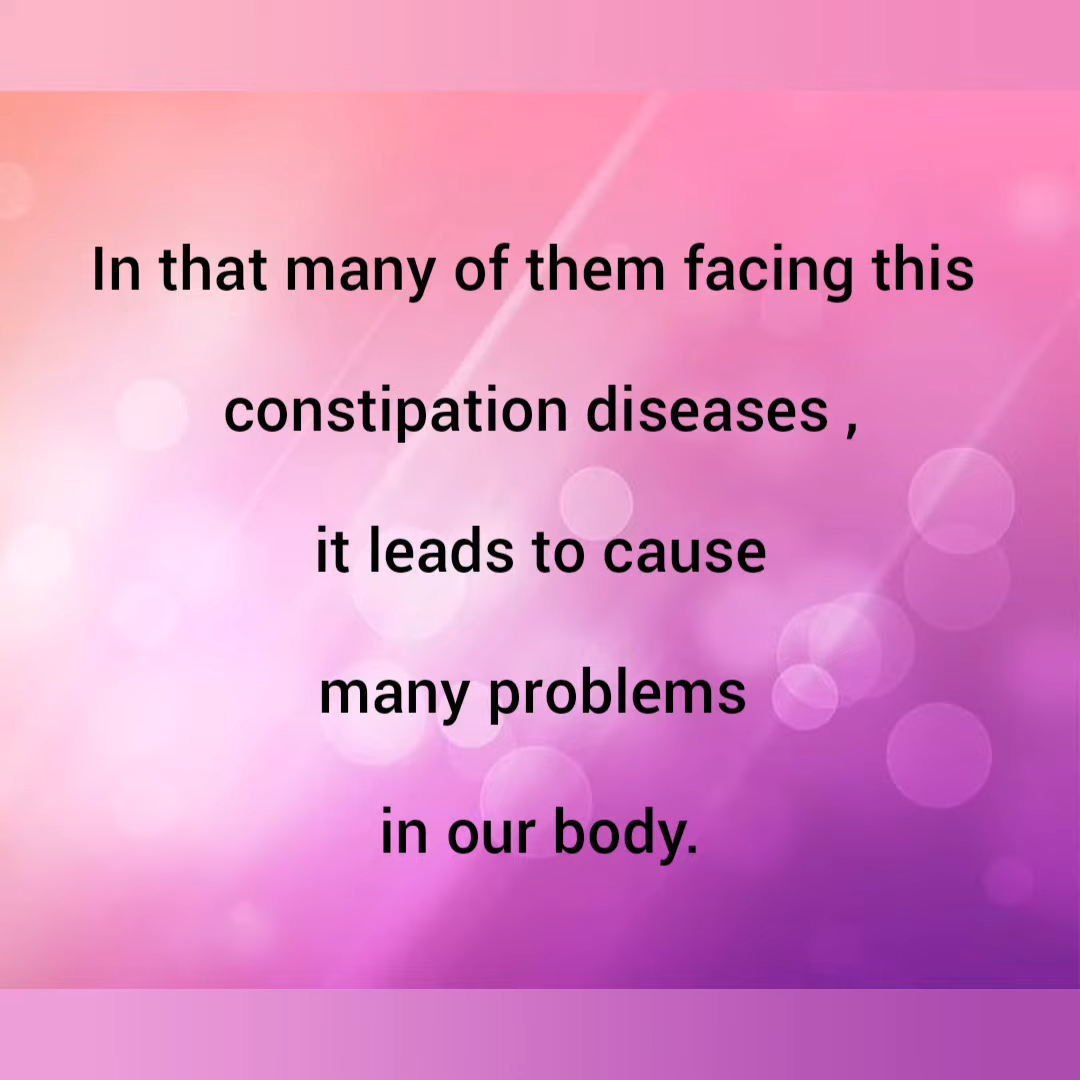 In that many of them facing this
constipation diseases ,
it leads to cause
many problems
in our body.